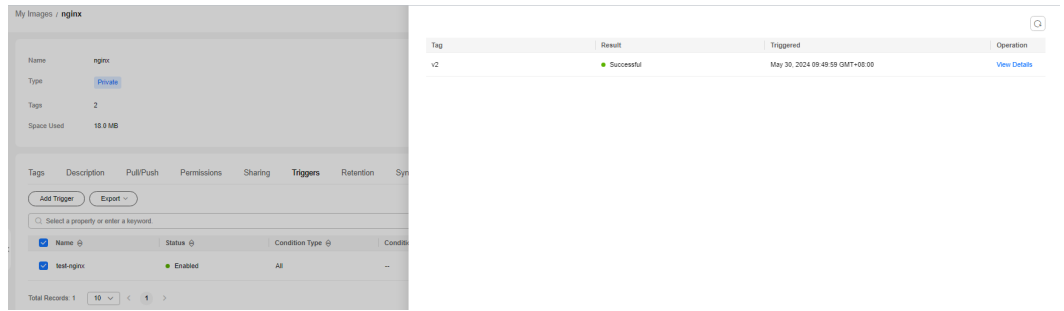 My Images / nginx
Name nginx
Type Private
Tags 2
Space Used 18.0 MB
Tags Description Pull/Push Permissions Sharing Triggers Retention Syn
Add Trigger Export
Select a property or enter a keyword.
Name Status Condition Type Conditi
test-nginx Enabled All --
Total Records: 1 10 < 1 >
Tag Result Triggered Operation
v2 Successful May 30, 2024 09:49:59 GMT+08:00 View Details